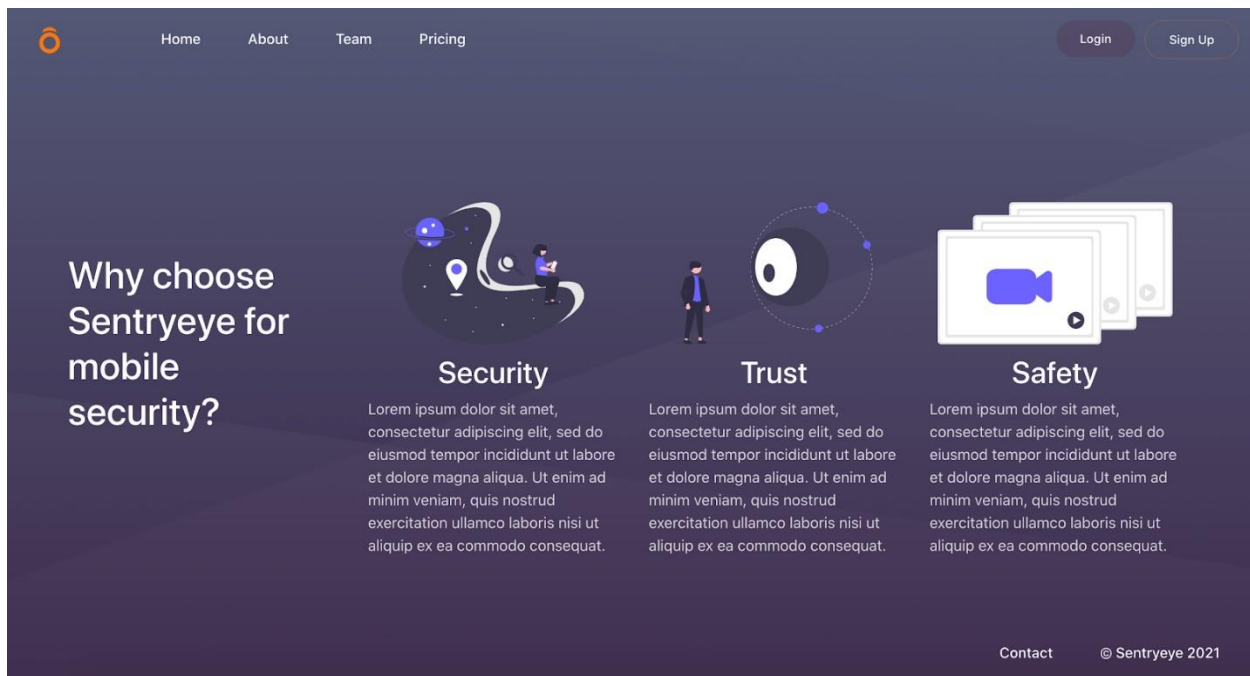 Home About Team Pricing Login Sign Up
Why choose
Sentryeye for
mobile
security?
Security
Lorem ipsum dolor sit amet,
consectetur adipiscing elit, sed do
eiusmod tempor incididunt ut labore
et dolore magna aliqua. Ut enim ad
minim veniam, quis nostrud
exercitation ullamco laboris nisi ut
aliquip ex ea commodo consequat.
Trust
Lorem ipsum dolor sit amet,
consectetur adipiscing elit, sed do
eiusmod tempor incididunt ut labore
et dolore magna aliqua. Ut enim ad
minim veniam, quis nostrud
exercitation ullamco laboris nisi ut
aliquip ex ea commodo consequat.
Safety
Lorem ipsum dolor sit amet,
consectetur adipiscing elit, sed do
eiusmod tempor incididunt ut labore
et dolore magna aliqua. Ut enim ad
minim veniam, quis nostrud
exercitation ullamco laboris nisi ut
aliquip ex ea commodo consequat.
Contact © Sentryeye 2021